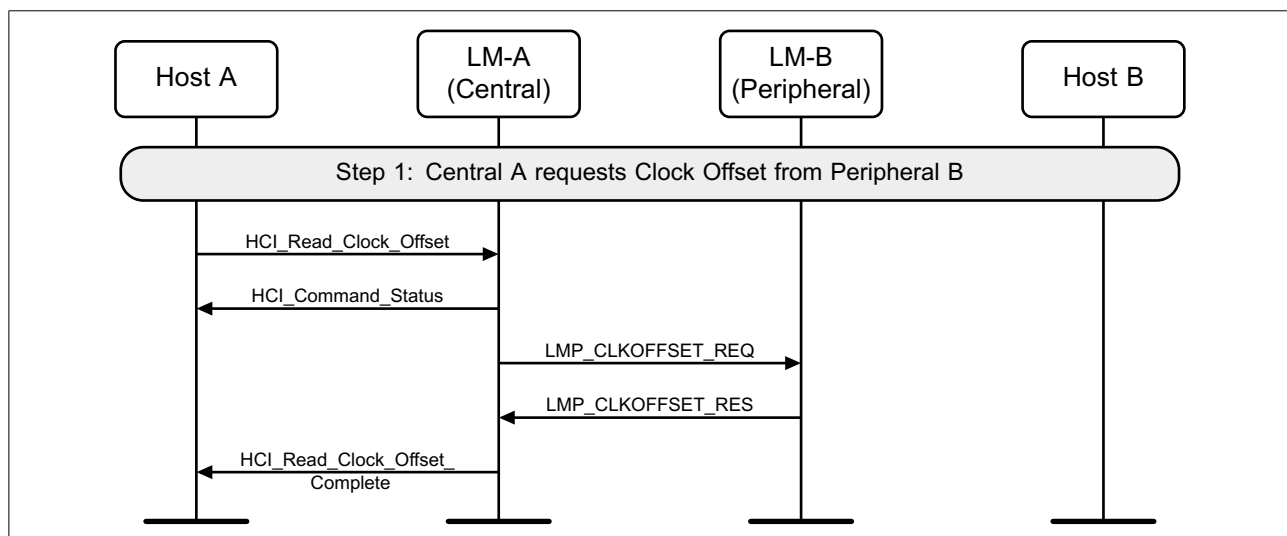 Host A
LM-A
(Central)
LM-B
(Peripheral)
Host B
Step 1: Central A requests Clock Offset from Peripheral B
HCI_Read_Clock_Offset
HCI_Command_Status
LMP_CLKOFFSET_REQ
LMP_CLKOFFSET_RES
HCI_Read_Clock_Offset_
Complete